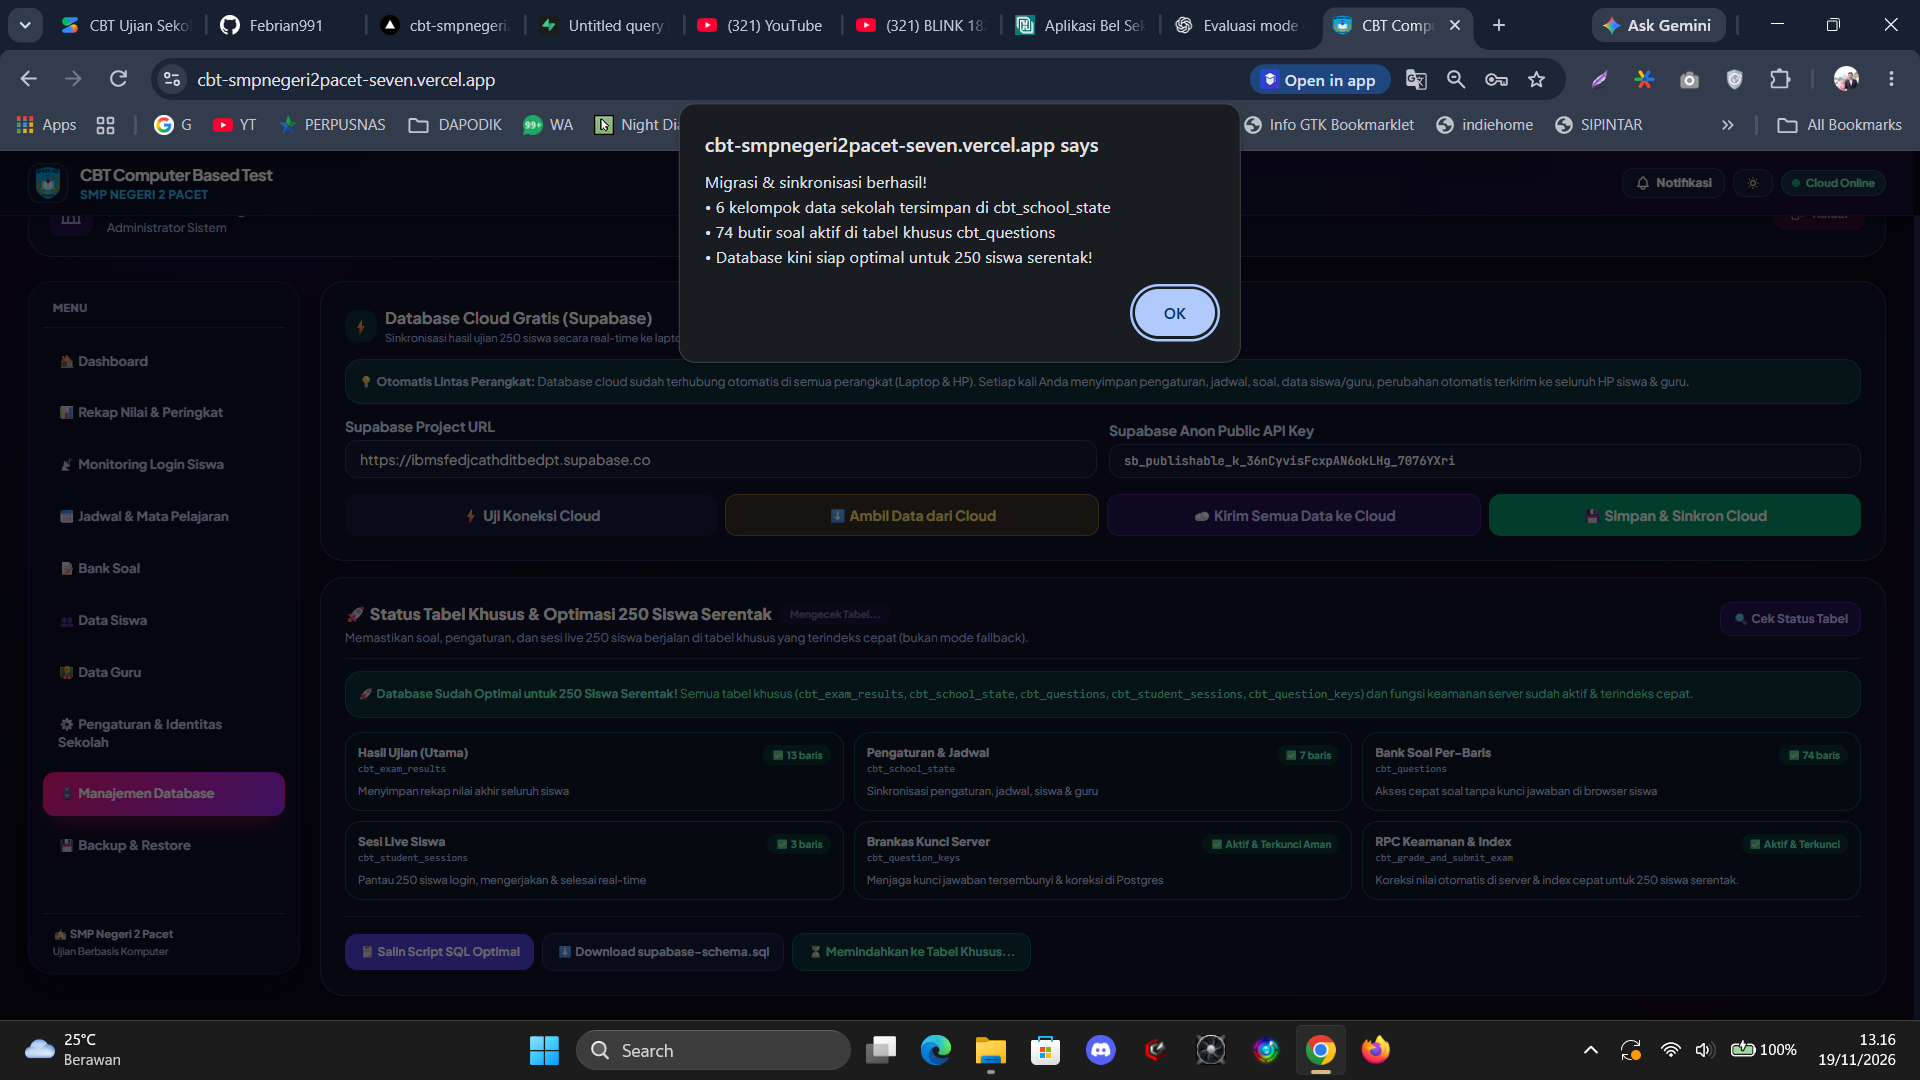 CBT Ujian Seko
Febrian991
cbt-smpnegeri
Untitled query
(321) YouTube
(321) BLINK 18
Aplikasi Bel Sek
Evaluasi mode
CBT Comp
Ask Gemini
cbt-smpnegeri2pacet-seven.vercel.app
Open in app
Apps
G
YT
PERPUSNAS
DAPODIK
99+ WA
Night Di
Info GTK Bookmarklet
indiehome
SIPINTAR
All Bookmarks
cbt-smpnegeri2pacet-seven.vercel.app says
Migrasi & sinkronisasi berhasil!
• 6 kelompok data sekolah tersimpan di cbt_school_state
• 74 butir soal aktif di tabel khusus cbt_questions
• Database kini siap optimal untuk 250 siswa serentak!
OK
CBT Computer Based Test
SMP NEGERI 2 PACET
Notifikasi
Cloud Online
Administrator Sistem
MENU
Dashboard
Rekap Nilai & Peringkat
Monitoring Login Siswa
Jadwal & Mata Pelajaran
Bank Soal
Data Siswa
Data Guru
Pengaturan & Identitas
Sekolah
Manajemen Database
Backup & Restore
SMP Negeri 2 Pacet
Ujian Berbasis Komputer
Database Cloud Gratis (Supabase)
Sinkronisasi hasil ujian 250 siswa secara real-time ke lapto
Otomatis Lintas Perangkat: Database cloud sudah terhubung otomatis di semua perangkat (Laptop & HP). Setiap kali Anda menyimpan pengaturan, jadwal, soal, data siswa/guru, perubahan otomatis terkirim ke seluruh HP siswa & guru.
Supabase Project URL
https://ibmsfedjcathditbedpt.supabase.co
Supabase Anon Public API Key
sb_publishable_k_36nCyvisFcxpAN6okLHg_7076YXri
Uji Koneksi Cloud
Ambil Data dari Cloud
Kirim Semua Data ke Cloud
Simpan & Sinkron Cloud
Status Tabel Khusus & Optimasi 250 Siswa Serentak
Mengecek Tabel...
Cek Status Tabel
Memastikan soal, pengaturan, dan sesi live 250 siswa berjalan di tabel khusus yang terindeks cepat (bukan mode fallback).
Database Sudah Optimal untuk 250 Siswa Serentak! Semua tabel khusus (cbt_exam_results, cbt_school_state, cbt_questions, cbt_student_sessions, cbt_question_keys) dan fungsi keamanan server sudah aktif & terindeks cepat.
Hasil Ujian (Utama)
13 baris
cbt_exam_results
Menyimpan rekap nilai akhir seluruh siswa
Pengaturan & Jadwal
7 baris
cbt_school_state
Sinkronisasi pengaturan, jadwal, siswa & guru
Bank Soal Per-Baris
74 baris
cbt_questions
Akses cepat soal tanpa kunci jawaban di browser siswa
Sesi Live Siswa
3 baris
cbt_student_sessions
Pantau 250 siswa login, mengerjakan & selesai real-time
Brankas Kunci Server
Aktif & Terkunci Aman
cbt_question_keys
Menjaga kunci jawaban tersembunyi & koreksi di Postgres
RPC Keamanan & Index
Aktif & Terkunci
cbt_grade_and_submit_exam
Koreksi nilai otomatis di server & index cepat untuk 250 siswa serentak.
Salin Script SQL Optimal
Download supabase-schema.sql
Memindahkan ke Tabel Khusus...
25°C
Berawan
Search
100%
13.16
19/11/2026